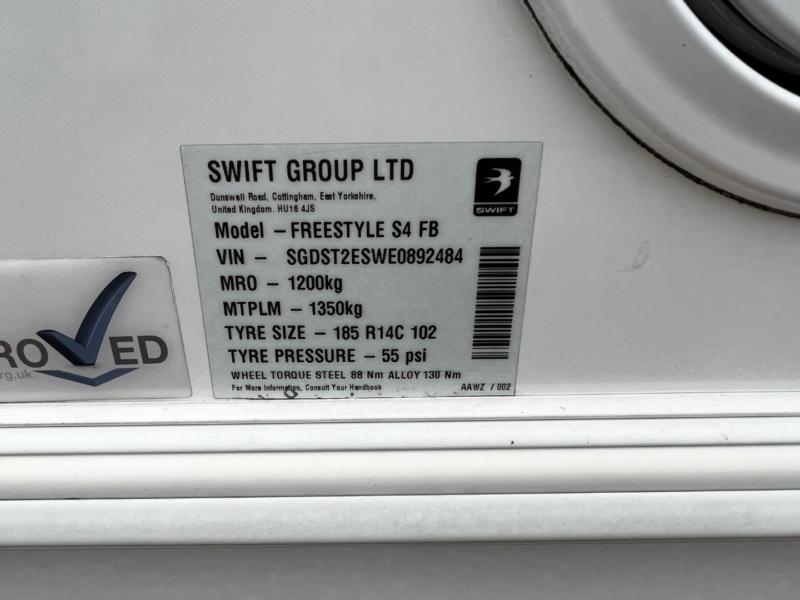 SWIFT GROUP LTD
Dunswell Road, Cottingham, East Yorkshire,
United Kingdom. HU16 4JS
SWIFT
Model – FREESTYLE S4 FB
VIN – SGDST2ESWE0892484
MRO – 1200kg
MTPLM – 1350kg
TYRE SIZE – 185 R14C 102
TYRE PRESSURE – 55 psi
WHEEL TORQUE STEEL 88 Nm ALLOY 130 Nm
For More Information, Consult Your Handbook
AAWZ / 002
ROVED
rg.uk